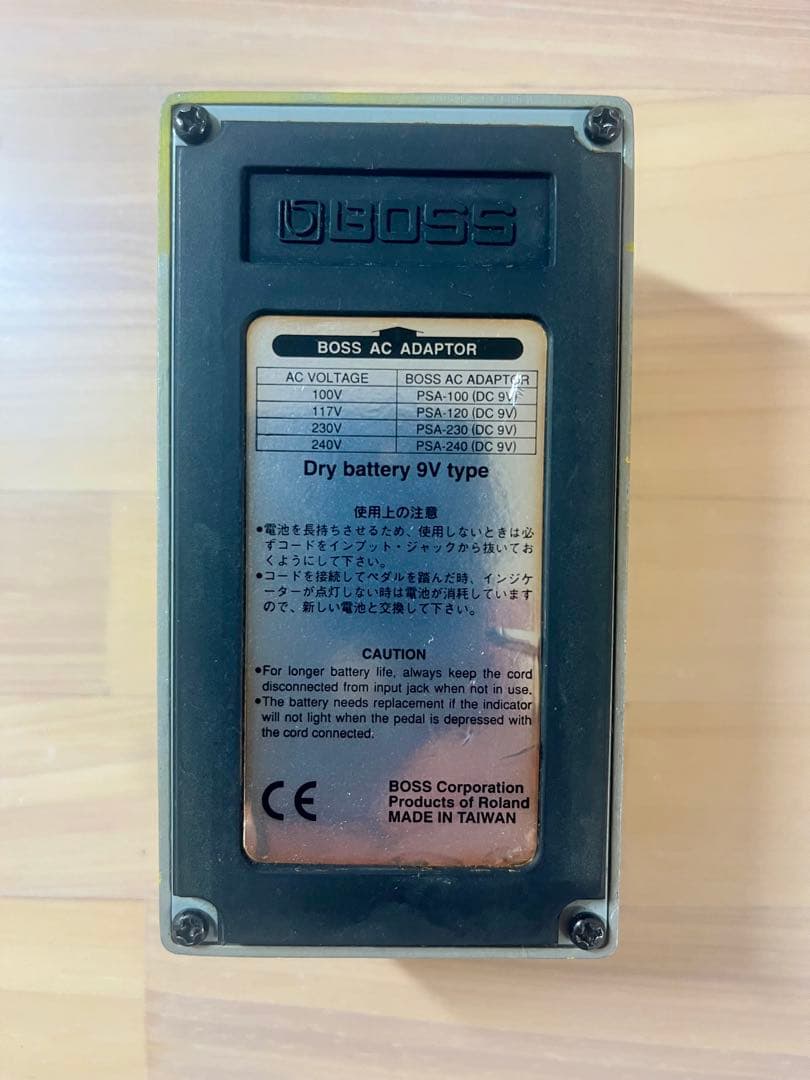 BOSS
BOSS AC ADAPTOR
AC VOLTAGE BOSS AC ADAPTOR
100V PSA-100 (DC 9V)
117V PSA-120 (DC 9V)
230V PSA-230 (DC 9V)
240V PSA-240 (DC 9V)
Dry battery 9V type
使用上の注意
●電池を長持ちさせるため、使用しないときは必
ずコードをインプット・ジャックから抜いてお
くようにして下さい。
●コードを接続してペダルを踏んだ時、インジケ
ーターが点灯しない時は電池が消耗しています
ので、新しい電池と交換して下さい。
CAUTION
●For longer battery life, always keep the cord
disconnected from input jack when not in use.
●The battery needs replacement if the indicator
will not light when the pedal is depressed with
the cord connected.
CE
BOSS Corporation
Products of Roland
MADE IN TAIWAN